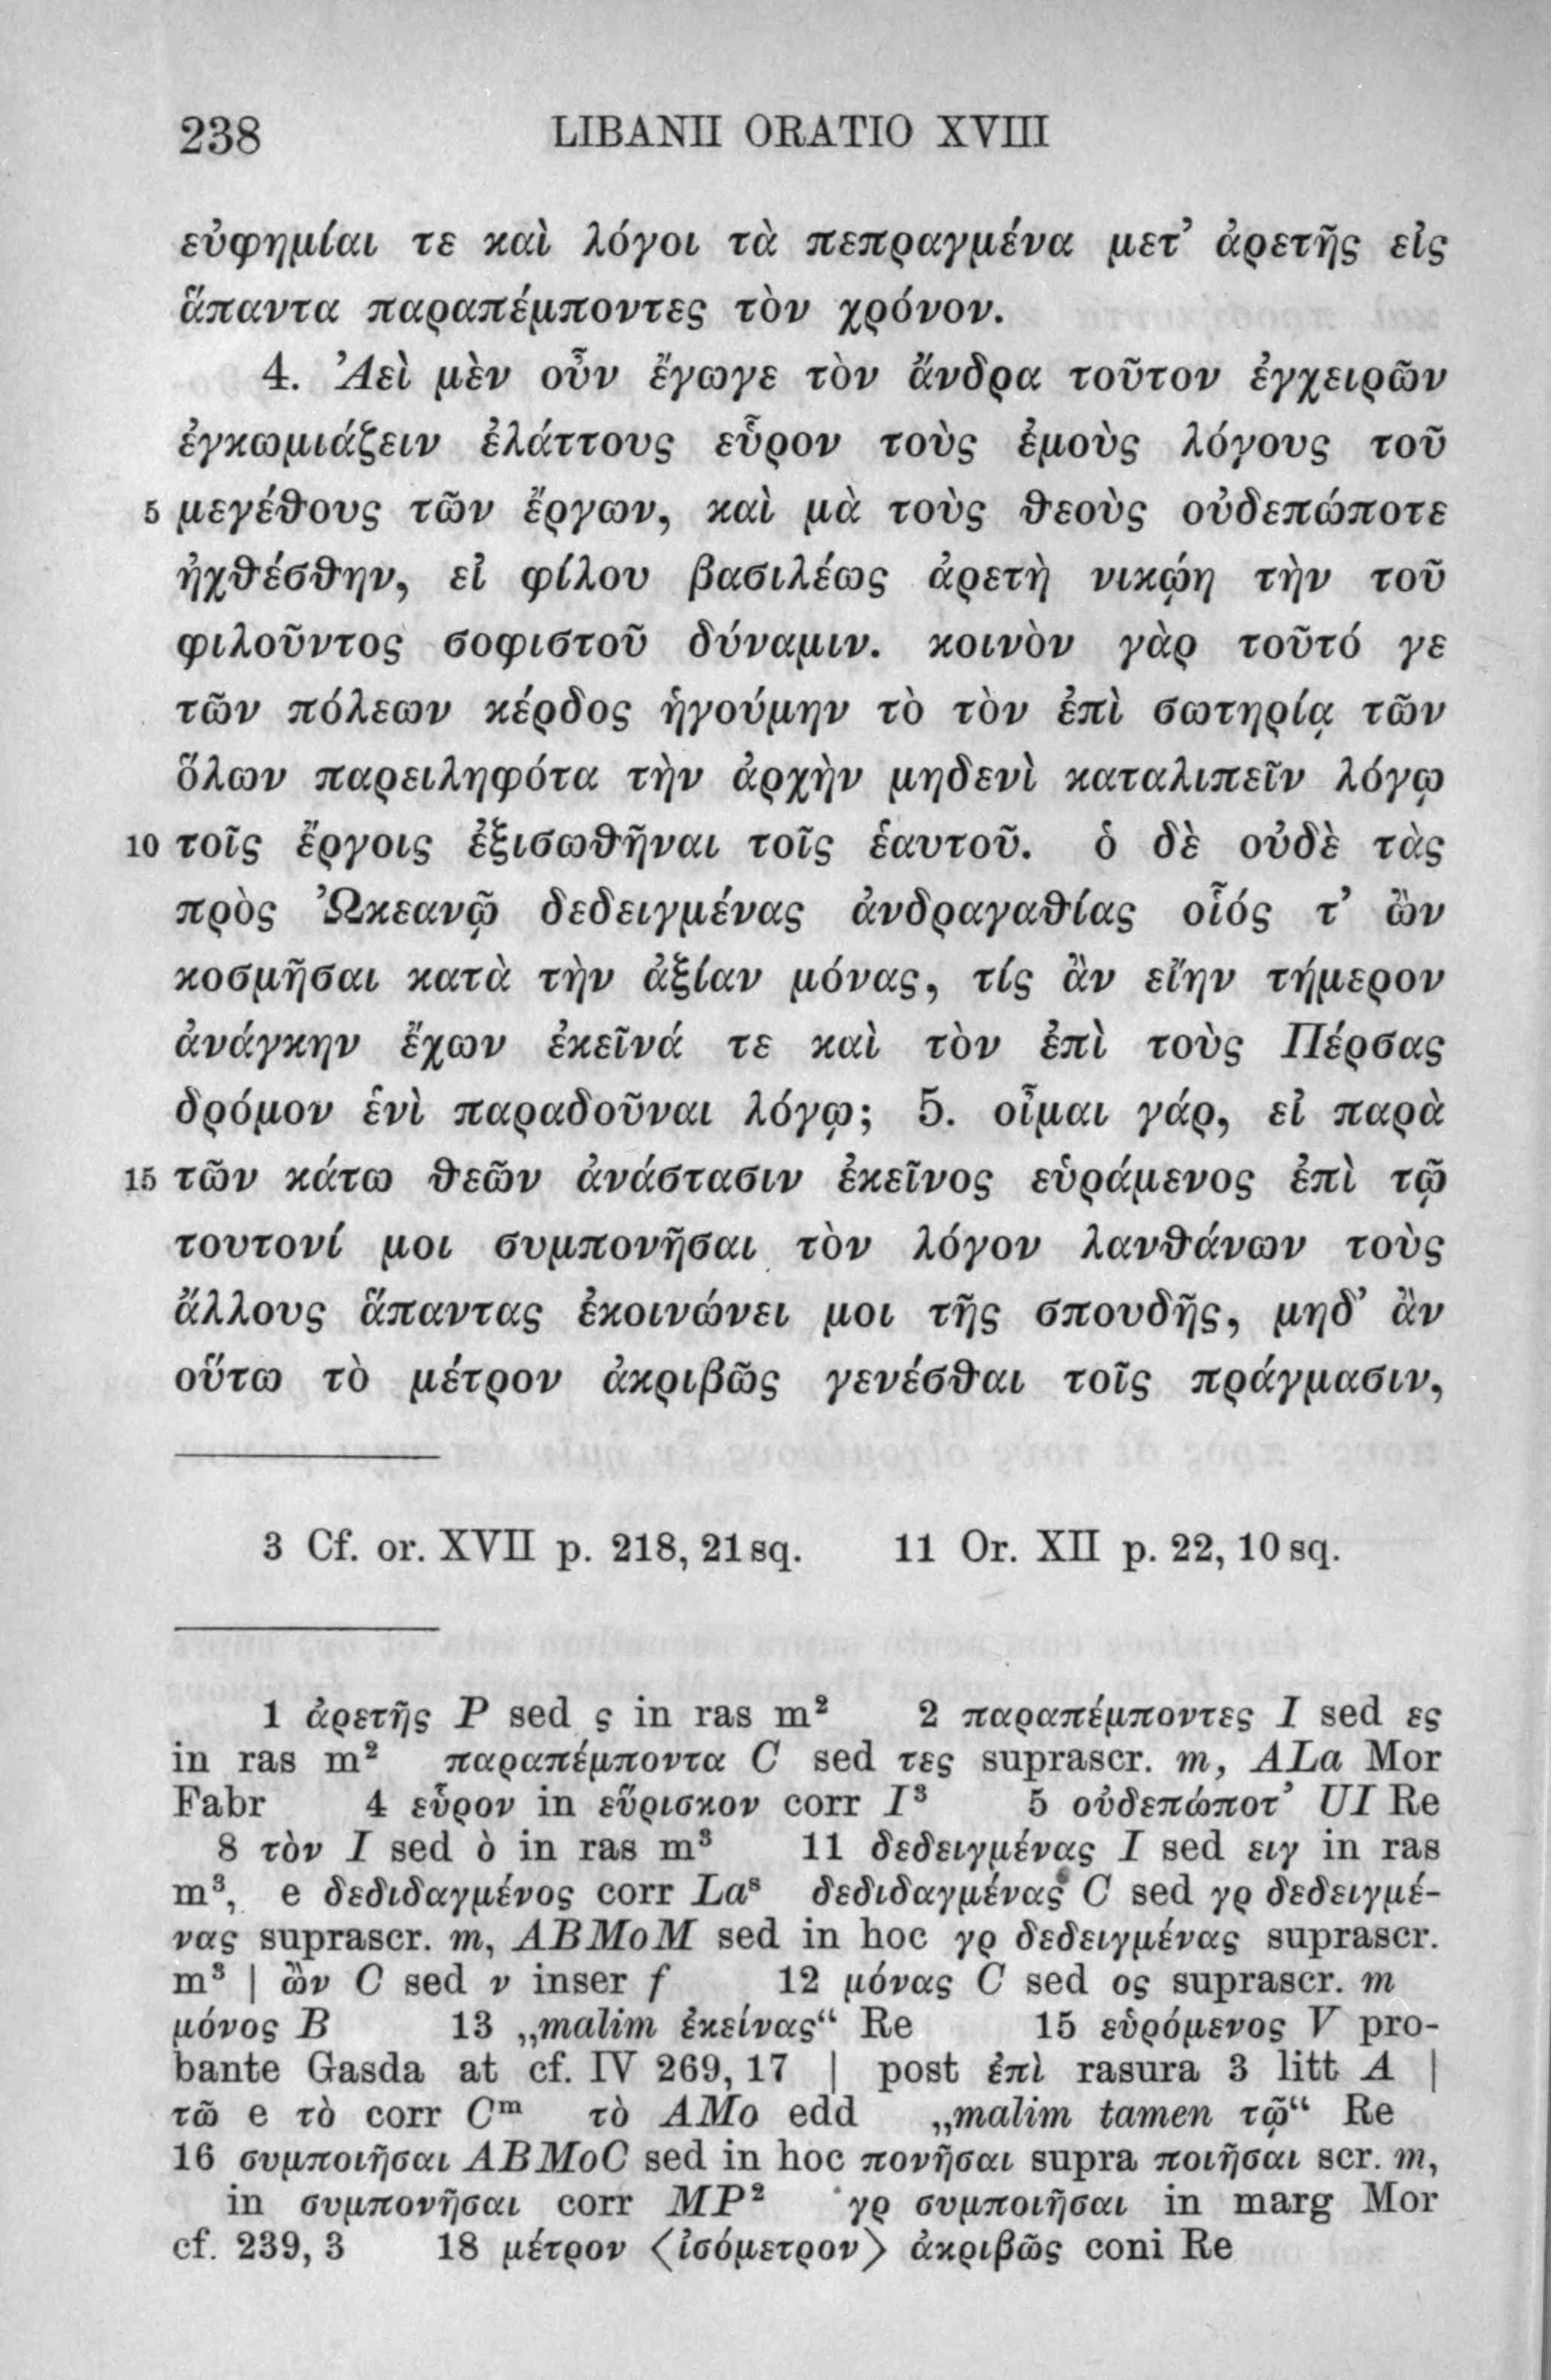 238 LIBANII ORATIO XVIII
εὐφημίαι τε καὶ λόγοι τὰ πεπραγμένα μετ’ ἀρετῆς εἰς
ἅπαντα παραπέμποντες τὸν χρόνον.
4. Ἀεὶ μὲν οὖν ἔγωγε τὸν ἄνδρα τοῦτον ἐγχειρῶν
ἐγκωμιάζειν ἐλάττους εὗρον τοὺς ἐμοὺς λόγους τοῦ
5 μεγέθους τῶν ἔργων, καὶ μὰ τοὺς θεοὺς οὐδεπώποτε
ἠχθέσθην, εἰ φίλου βασιλέως ἀρετὴ νικῴη τὴν τοῦ
φιλοῦντος σοφιστοῦ δύναμιν. κοινὸν γὰρ τοῦτό γε
τῶν πόλεων κέρδος ἡγούμην τὸ τὸν ἐπὶ σωτηρίᾳ τῶν
ὅλων παρειληφότα τὴν ἀρχὴν μηδενὶ καταλιπεῖν λόγῳ
10 τοῖς ἔργοις ἐξισωθῆναι τοῖς ἑαυτοῦ. ὁ δὲ οὐδὲ τὰς
πρὸς Ὠκεανῷ δεδειγμένας ἀνδραγαθίας οἷός τ’ ὢν
κοσμῆσαι κατὰ τὴν ἀξίαν μόνας, τίς ἂν εἴην τήμερον
ἀνάγκην ἔχων ἐκεῖνά τε καὶ τὸν ἐπὶ τοὺς Πέρσας
δρόμον ἑνὶ παραδοῦναι λόγῳ; 5. οἶμαι γάρ, εἰ παρὰ
15 τῶν κάτω θεῶν ἀνάστασιν ἐκεῖνος εὑράμενος ἐπὶ τῷ
τουτονί μοι συμπονῆσαι τὸν λόγον λανθάνων τοὺς
ἄλλους ἅπαντας ἐκοινώνει μοι τῆς σπουδῆς, μηδ’ ἂν
οὕτω τὸ μέτρον ἀκριβῶς γενέσθαι τοῖς πράγμασιν,
3 Cf. or. XVII p. 218, 21 sq. 11 Or. XII p. 22, 10 sq.
1 ἀρετῆς P sed ς in ras m² 2 παραπέμποντες I sed ες
in ras m² παραπέμποντα C sed τες suprascr. m, ALa Mor
Fabr 4 εὗρον in εὕρισκον corr I³ 5 οὐδεπώποτ’ UI Re
8 τὸν I sed ὸ in ras m³ 11 δεδειγμένας I sed ειγ in ras
m³, e δεδιδαγμένος corr Laˢ δεδιδαγμένας C sed γρ δεδειγμέ-
νας suprascr. m, ABMoM sed in hoc γρ δεδειγμένας suprascr.
m³ | ὢν C sed ν inser f 12 μόνας C sed ος suprascr. m
μόνος B 13 „malim ἐκείνας“ Re 15 εὑρόμενος V pro-
bante Gasda at cf. IV 269, 17 | post ἐπὶ rasura 3 litt A |
τῶ e τὸ corr Cᵐ τὸ AMo edd „malim tamen τῷ“ Re
16 συμποιῆσαι ABMoC sed in hoc πονῆσαι supra ποιῆσαι scr. m,
in συμπονῆσαι corr MP² γρ συμποιῆσαι in marg Mor
cf. 239, 3 18 μέτρον ⟨ἰσόμετρον⟩ ἀκριβῶς coni Re